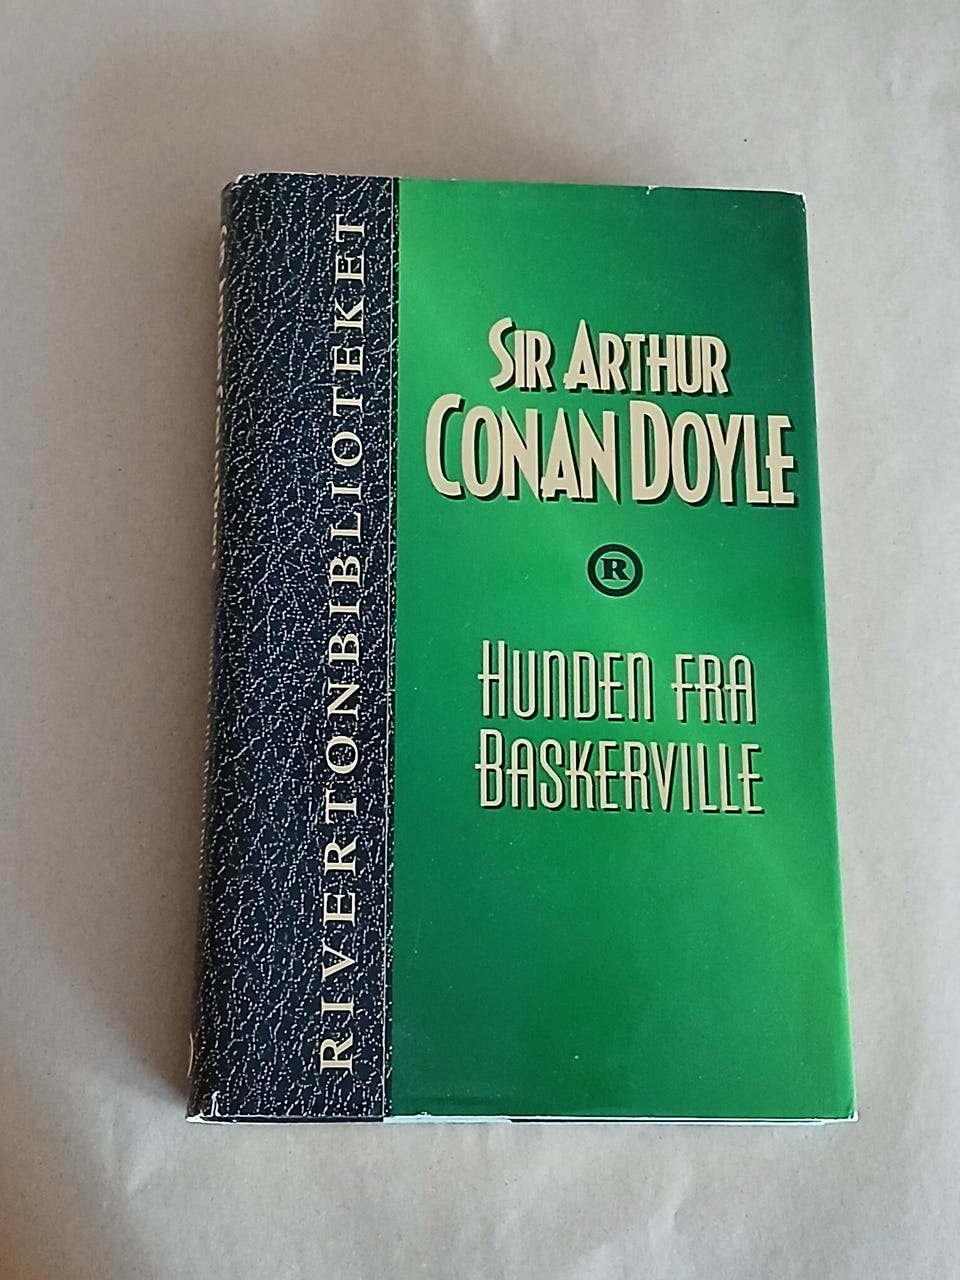 RIVERTONBIBLIOTEKET
SIR ARTHUR
CONAN DOYLE
R
HUNDEN FRA
BASKERVILLE